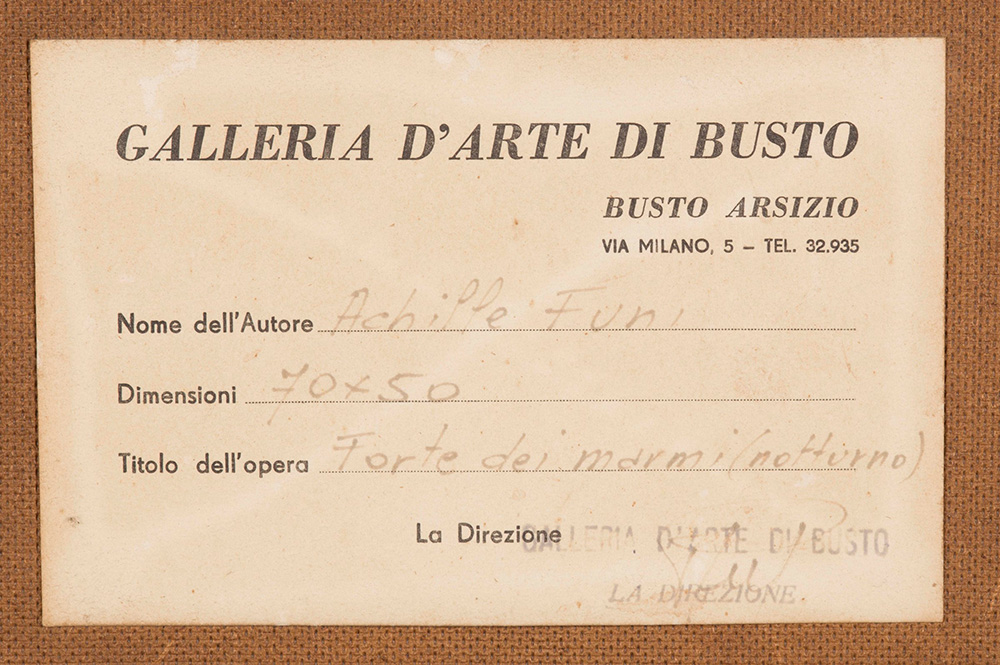 GALLERIA D'ARTE DI BUSTO
BUSTO ARSIZIO
VIA MILANO, 5 – TEL. 32.935
Nome dell'Autore Achille Funi
Dimensioni 70x50
Titolo dell'opera Forte dei marmi (notturno)
La Direzione
GALLERIA D'ARTE DI BUSTO
LA DIREZIONE